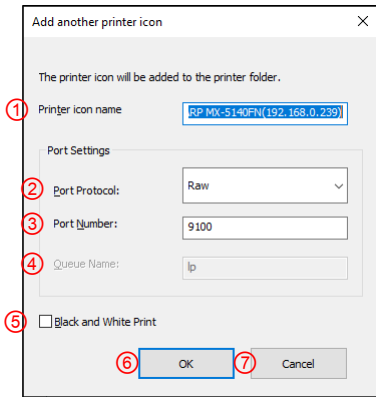 Add another printer icon
The printer icon will be added to the printer folder.
① Printer icon name RP MX-5140FN(192.168.0.239)
Port Settings
② Port Protocol: Raw
③ Port Number: 9100
④ Queue Name: lp
⑤ Black and White Print
⑥ OK ⑦ Cancel